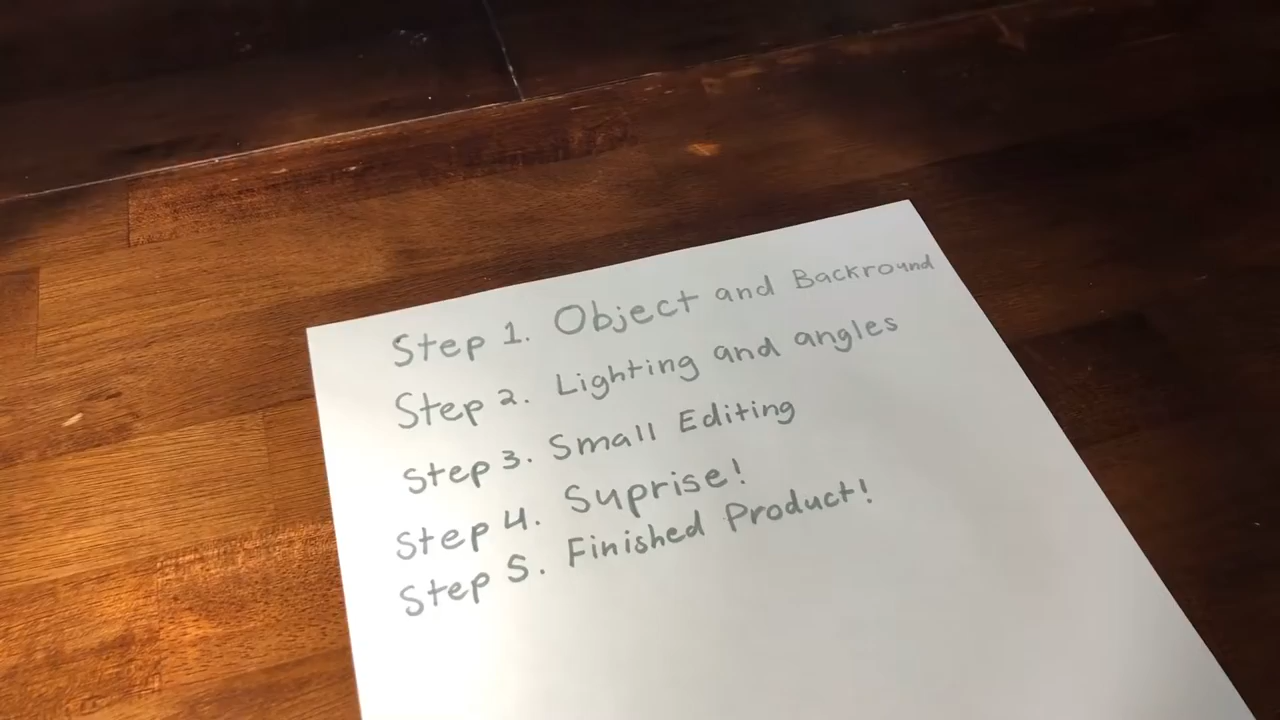 Step 1. Object and Backround
Step 2. Lighting and angles
Step 3. Small Editing
Step 4. Suprise!
Step 5. Finished Product!